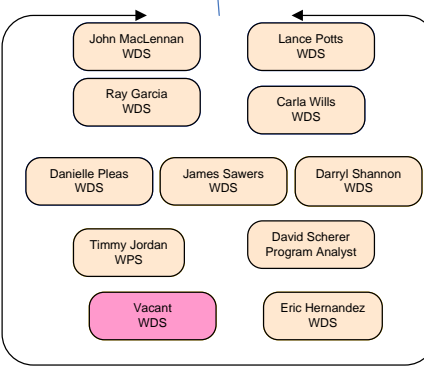 John MacLennan
WDS
Lance Potts
WDS
Ray Garcia
WDS
Carla Wills
WDS
Danielle Pleas
WDS
James Sawers
WDS
Darryl Shannon
WDS
Timmy Jordan
WPS
David Scherer
Program Analyst
Vacant
WDS
Eric Hernandez
WDS